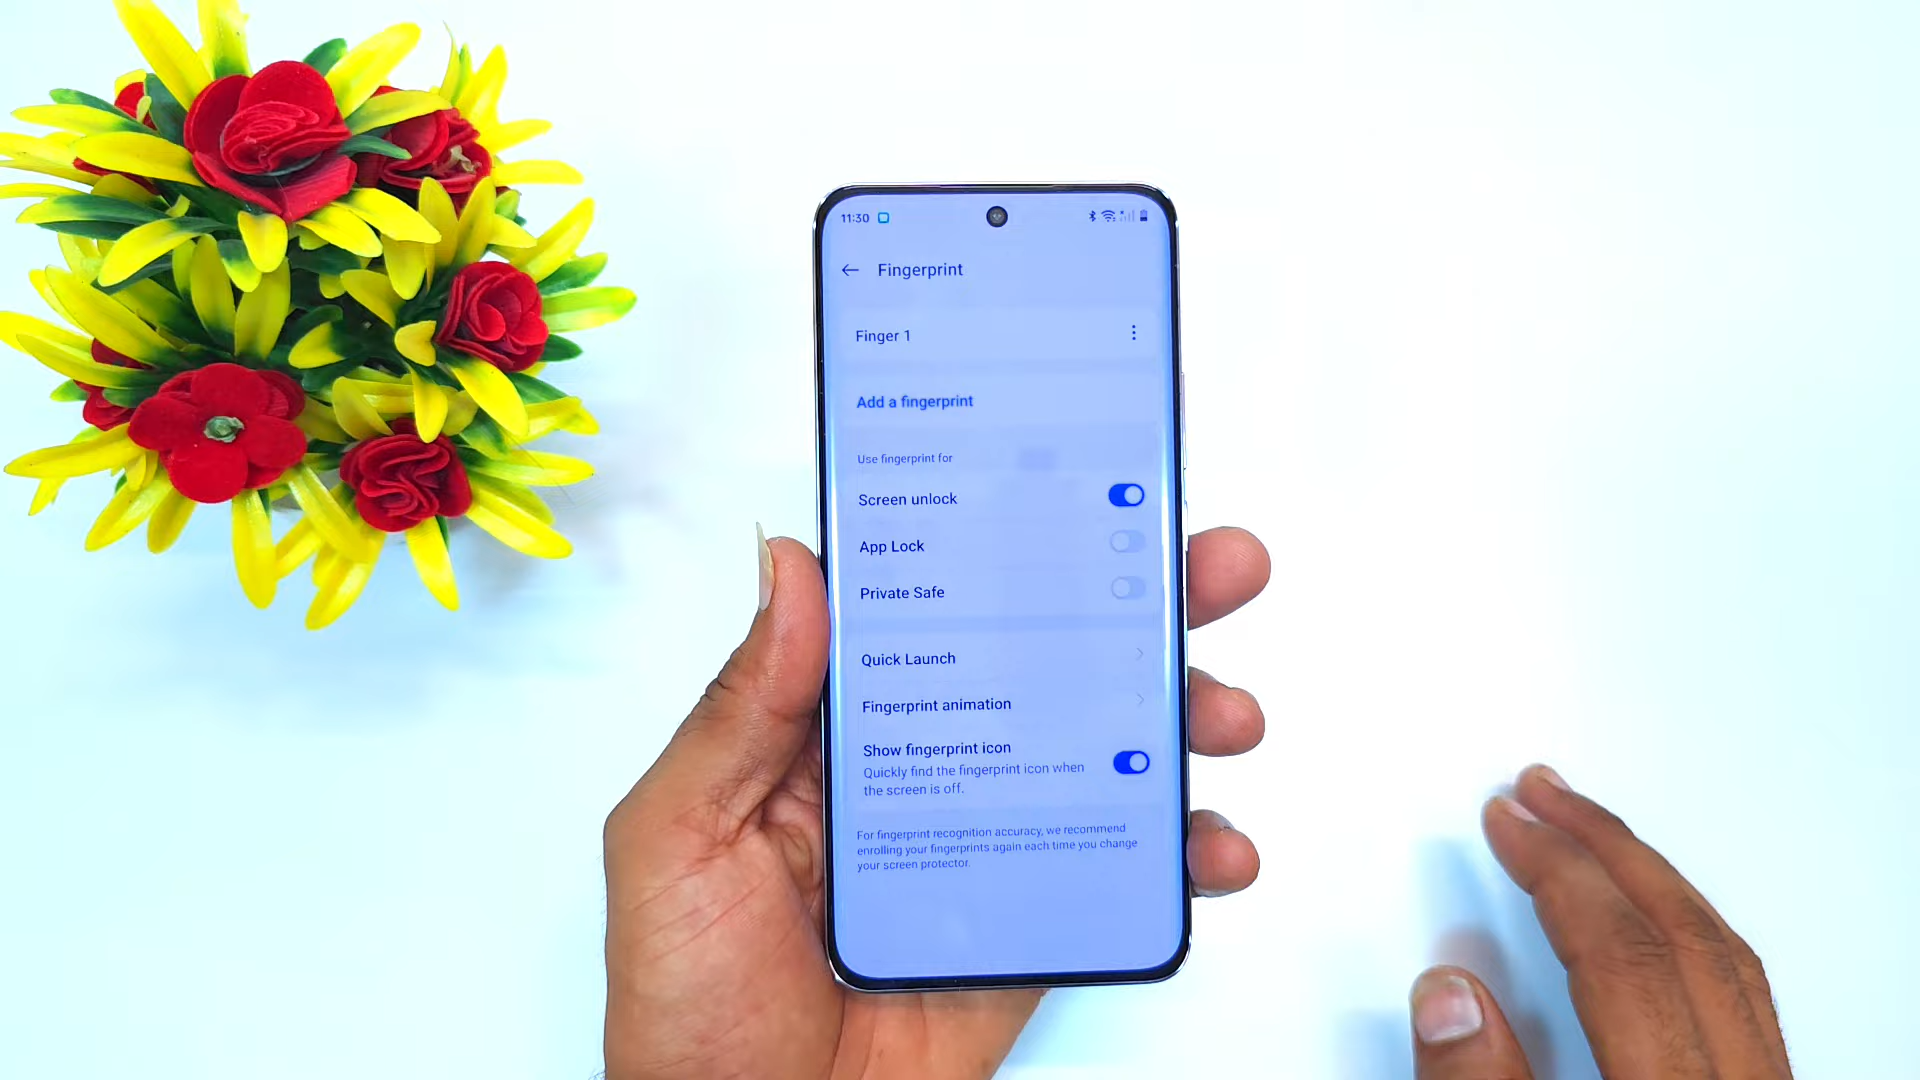 11:30
Fingerprint
Finger 1
Add a fingerprint
Use fingerprint for
Screen unlock
App Lock
Private Safe
Quick Launch
Fingerprint animation
Show fingerprint icon
Quickly find the fingerprint icon when
the screen is off.
For fingerprint recognition accuracy, we recommend
enrolling your fingerprints again each time you change
your screen protector.